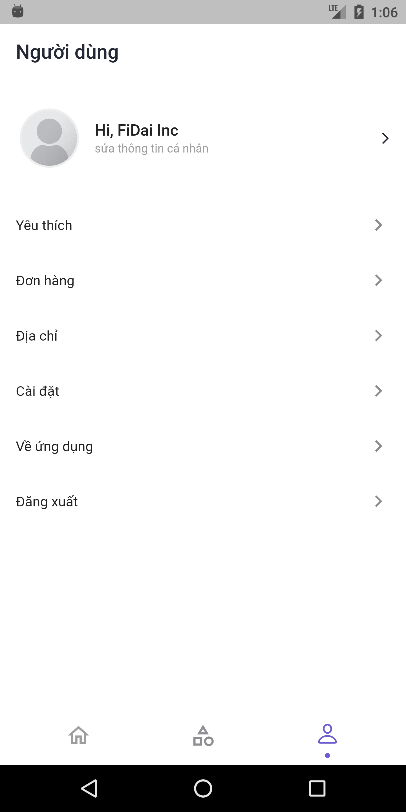 LTE 1:06
Người dùng
Hi, FiDai Inc
sửa thông tin cá nhân
Yêu thích
Đơn hàng
Địa chỉ
Cài đặt
Về ứng dụng
Đăng xuất